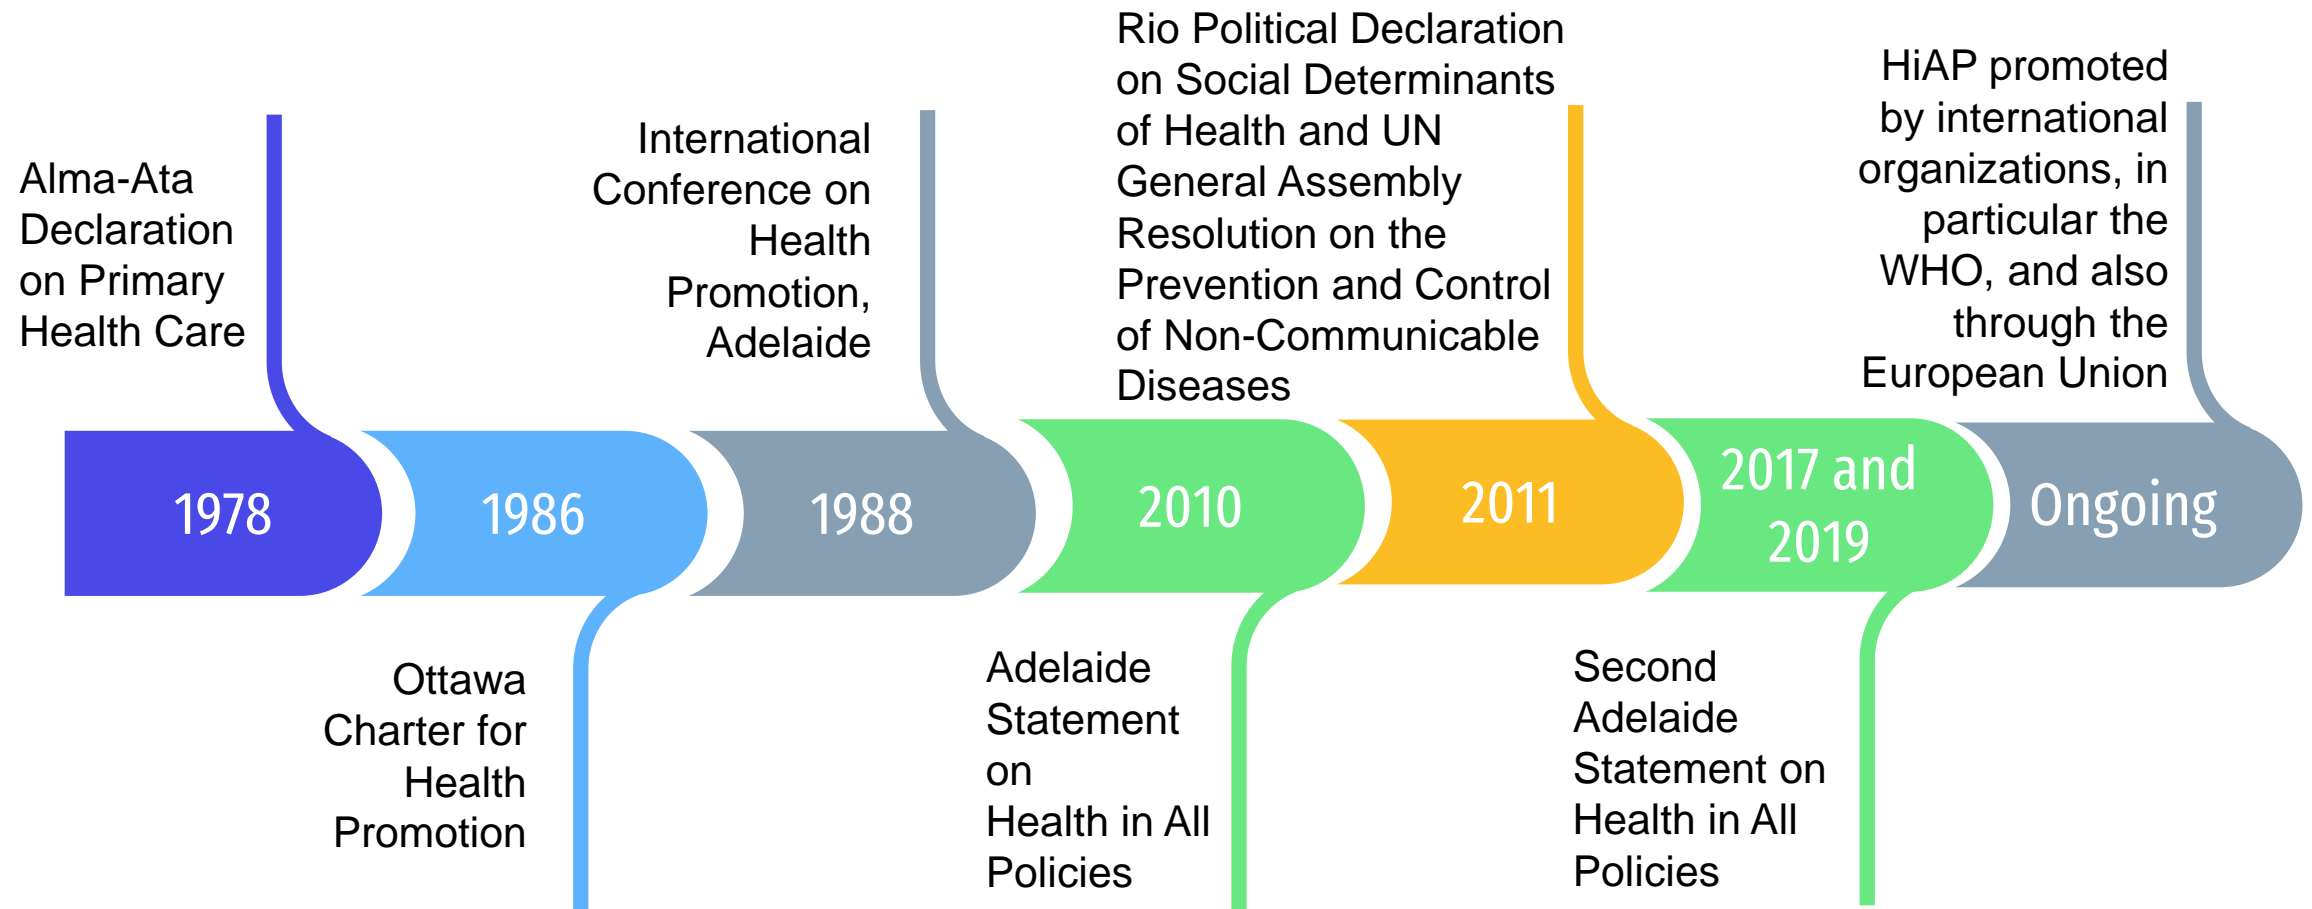 Alma-Ata
Declaration
on Primary
Health Care
1978
Ottawa
Charter for
Health
Promotion
1986
International
Conference on
Health
Promotion,
Adelaide
1988
Adelaide
Statement
on
Health in All
Policies
2010
Rio Political Declaration
on Social Determinants
of Health and UN
General Assembly
Resolution on the
Prevention and Control
of Non-Communicable
Diseases
2011
Second
Adelaide
Statement on
Health in All
Policies
2017 and
2019
HiAP promoted
by international
organizations, in
particular the
WHO, and also
through the
European Union
Ongoing